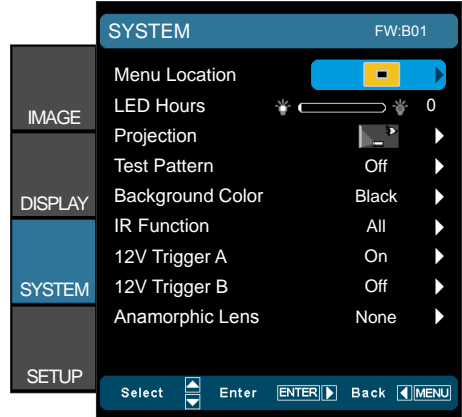 SYSTEM FW:B01
Menu Location
LED Hours 0
Projection
Test Pattern Off
Background Color Black
IR Function All
12V Trigger A On
12V Trigger B Off
Anamorphic Lens None
IMAGE
DISPLAY
SYSTEM
SETUP
Select Enter ENTER Back MENU